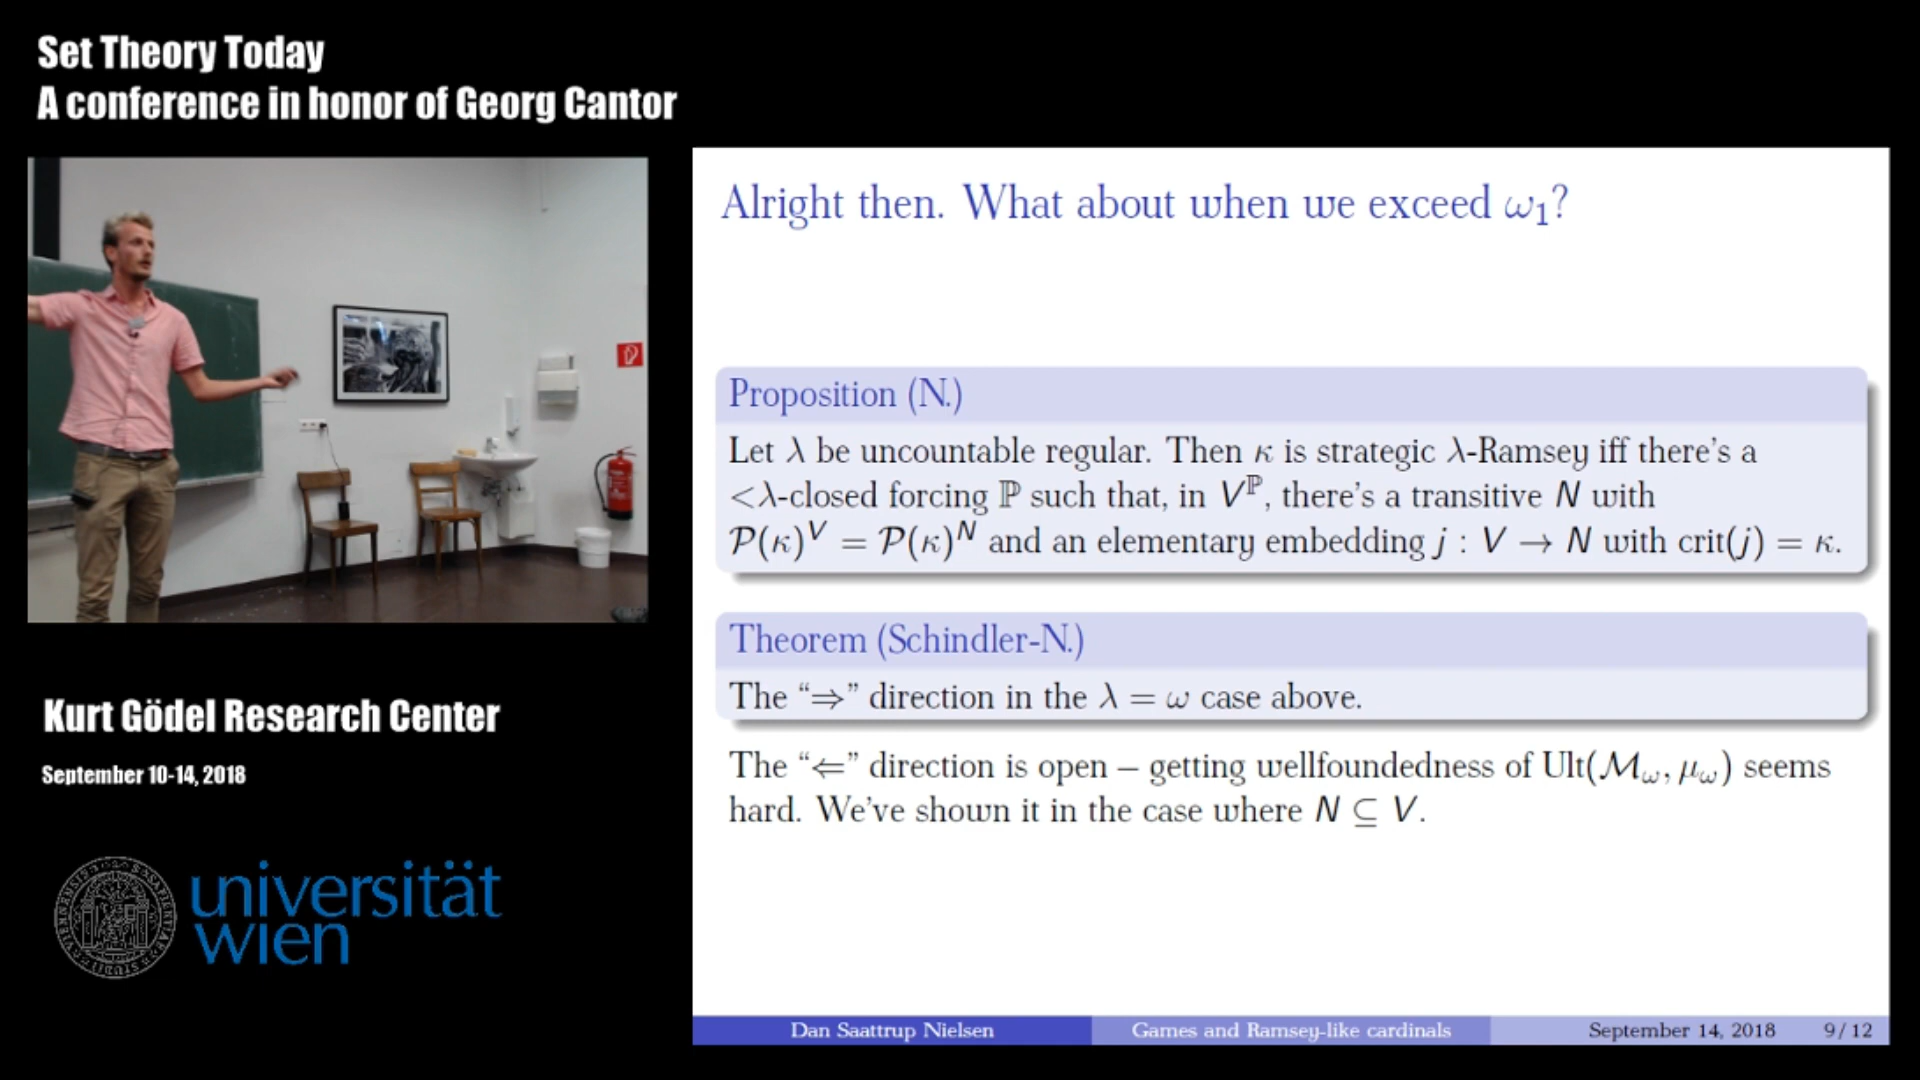 Set Theory Today
A conference in honor of Georg Cantor
Alright then. What about when we exceed ω₁?
Proposition (N.)
Let λ be uncountable regular. Then κ is strategic λ-Ramsey iff there's a
<λ-closed forcing ℙ such that, in V^ℙ, there's a transitive N with
𝒫(κ)^V = 𝒫(κ)^N and an elementary embedding j : V → N with crit(j) = κ.
Theorem (Schindler-N.)
The “⇒” direction in the λ = ω case above.
The “⇐” direction is open – getting wellfoundedness of Ult(ℳ_ω, μ_ω) seems
hard. We've shown it in the case where N ⊆ V.
Kurt Gödel Research Center
September 10-14, 2018
universität
wien
Dan Saattrup Nielsen
Games and Ramsey-like cardinals
September 14, 2018
9 / 12